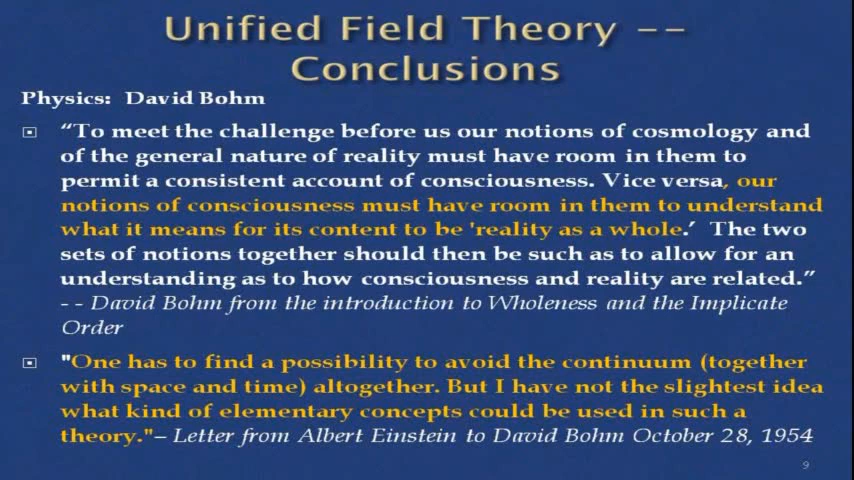 Unified Field Theory --
Conclusions
Physics: David Bohm
“To meet the challenge before us our notions of cosmology and
of the general nature of reality must have room in them to
permit a consistent account of consciousness. Vice versa, our
notions of consciousness must have room in them to understand
what it means for its content to be 'reality as a whole.’ The two
sets of notions together should then be such as to allow for an
understanding as to how consciousness and reality are related.”
- - David Bohm from the introduction to Wholeness and the Implicate
Order
"One has to find a possibility to avoid the continuum (together
with space and time) altogether. But I have not the slightest idea
what kind of elementary concepts could be used in such a
theory."– Letter from Albert Einstein to David Bohm October 28, 1954
9